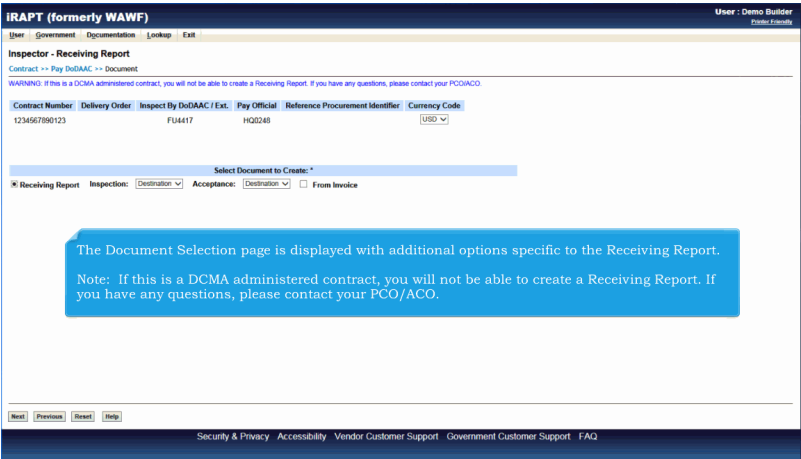 iRAPT (formerly WAWF)
User : Demo Builder
Printer Friendly
User Government Documentation Lookup Exit
Inspector - Receiving Report
Contract >> Pay DoDAAC >> Document
WARNING: If this is a DCMA administered contract, you will not be able to create a Receiving Report. If you have any questions, please contact your PCO/ACO.
Contract Number Delivery Order Inspect By DoDAAC / Ext. Pay Official Reference Procurement Identifier Currency Code
1234567890123 FU4417 HQ0248 USD
Select Document to Create: *
Receiving Report Inspection: Destination Acceptance: Destination From Invoice
The Document Selection page is displayed with additional options specific to the Receiving Report.
Note: If this is a DCMA administered contract, you will not be able to create a Receiving Report. If
you have any questions, please contact your PCO/ACO.
Next Previous Reset Help
Security & Privacy Accessibility Vendor Customer Support Government Customer Support FAQ